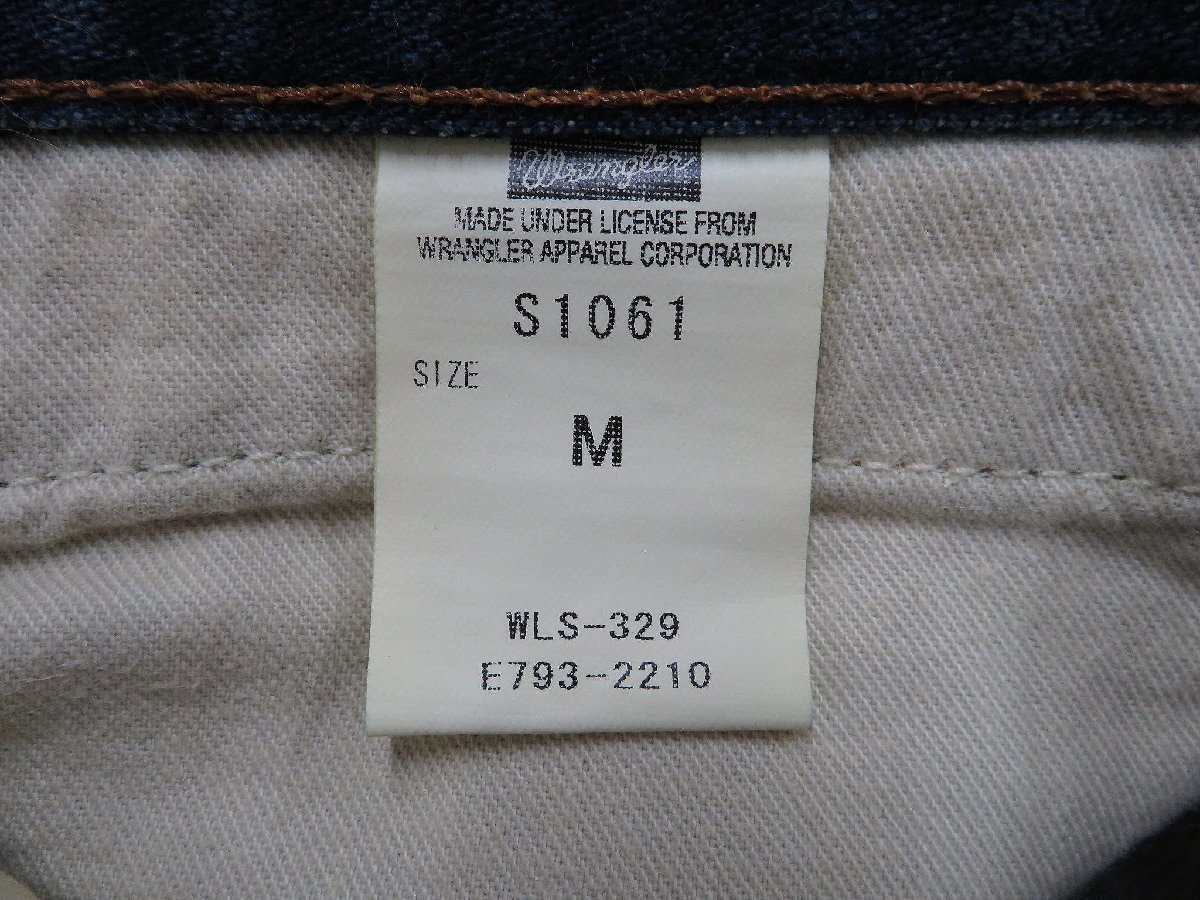 Wrangler
MADE UNDER LICENSE FROM
WRANGLER APPAREL CORPORATION
S1061
SIZE
M
WLS-329
E793-2210